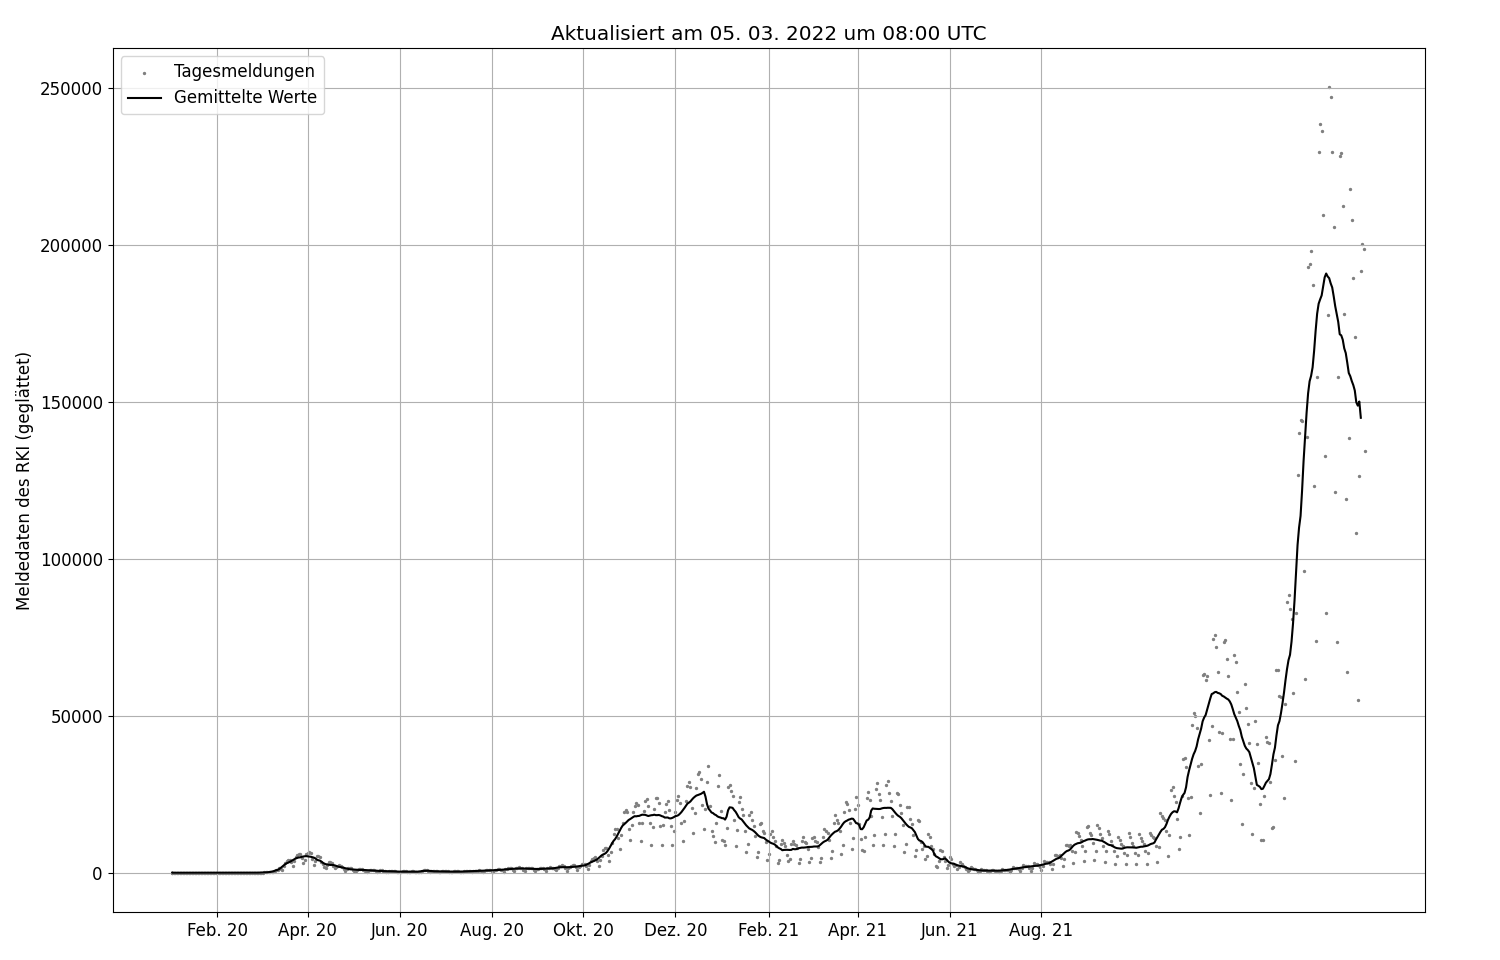 Aktualisiert am 05. 03. 2022 um 08:00 UTC
Tagesmeldungen
Gemittelte Werte
Meldedaten des RKI (geglättet)
250000
200000
150000
100000
50000
0
Feb. 20 Apr. 20 Jun. 20 Aug. 20 Okt. 20 Dez. 20 Feb. 21 Apr. 21 Jun. 21 Aug. 21